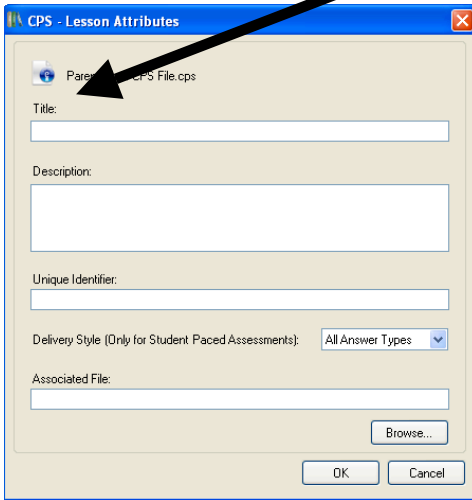 CPS - Lesson Attributes
CPS File.cps
Title:
Description:
Unique Identifier:
Delivery Style (Only for Student Paced Assessments): All Answer Types
Associated File:
Browse...
OK Cancel